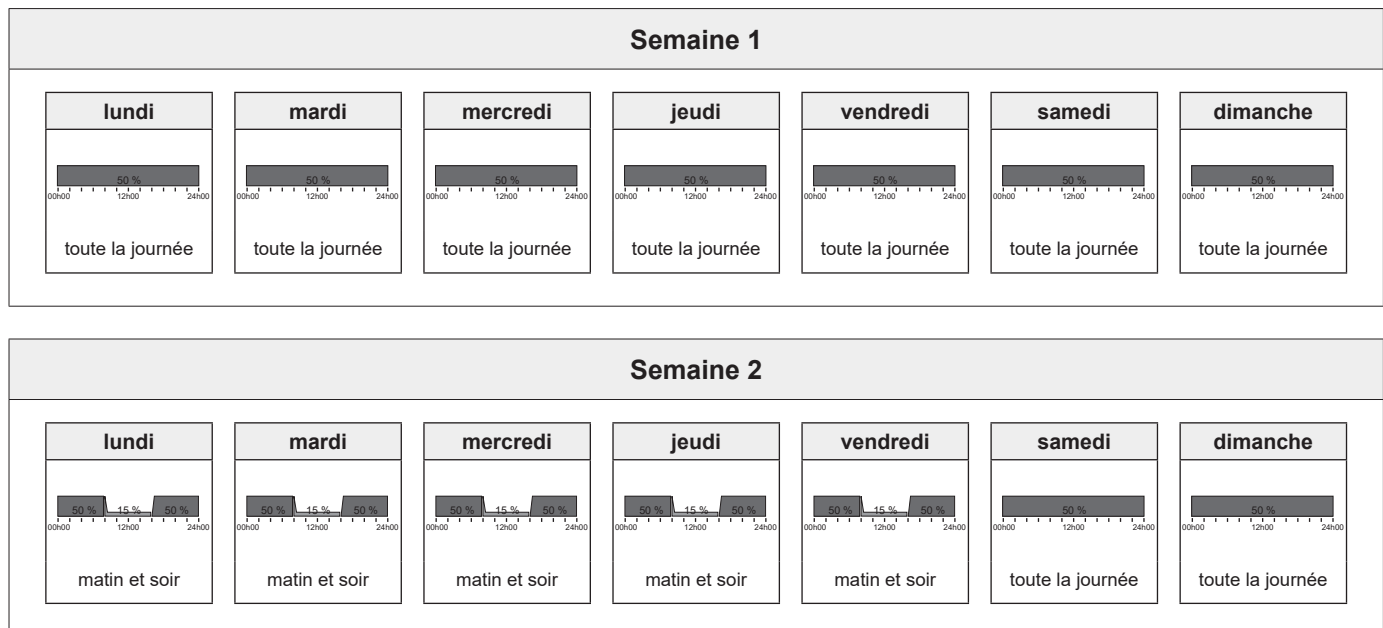 Semaine 1
lundi mardi mercredi jeudi vendredi samedi dimanche
50 % 50 % 50 % 50 % 50 % 50 % 50 %
00h00 12h00 24h00 00h00 12h00 24h00 00h00 12h00 24h00 00h00 12h00 24h00 00h00 12h00 24h00 00h00 12h00 24h00 00h00 12h00 24h00
toute la journée toute la journée toute la journée toute la journée toute la journée toute la journée toute la journée
Semaine 2
lundi mardi mercredi jeudi vendredi samedi dimanche
50 % 15 % 50 % 50 % 15 % 50 % 50 % 15 % 50 % 50 % 15 % 50 % 50 % 15 % 50 % 50 % 50 %
00h00 12h00 24h00 00h00 12h00 24h00 00h00 12h00 24h00 00h00 12h00 24h00 00h00 12h00 24h00 00h00 12h00 24h00 00h00 12h00 24h00
matin et soir matin et soir matin et soir matin et soir matin et soir toute la journée toute la journée